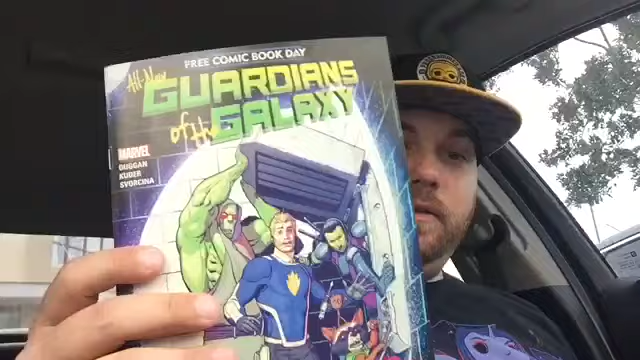 FREE COMIC BOOK DAY
All-New
GUARDIANS
of the GALAXY
MARVEL
DUGGAN
KUDER
SVORCINA